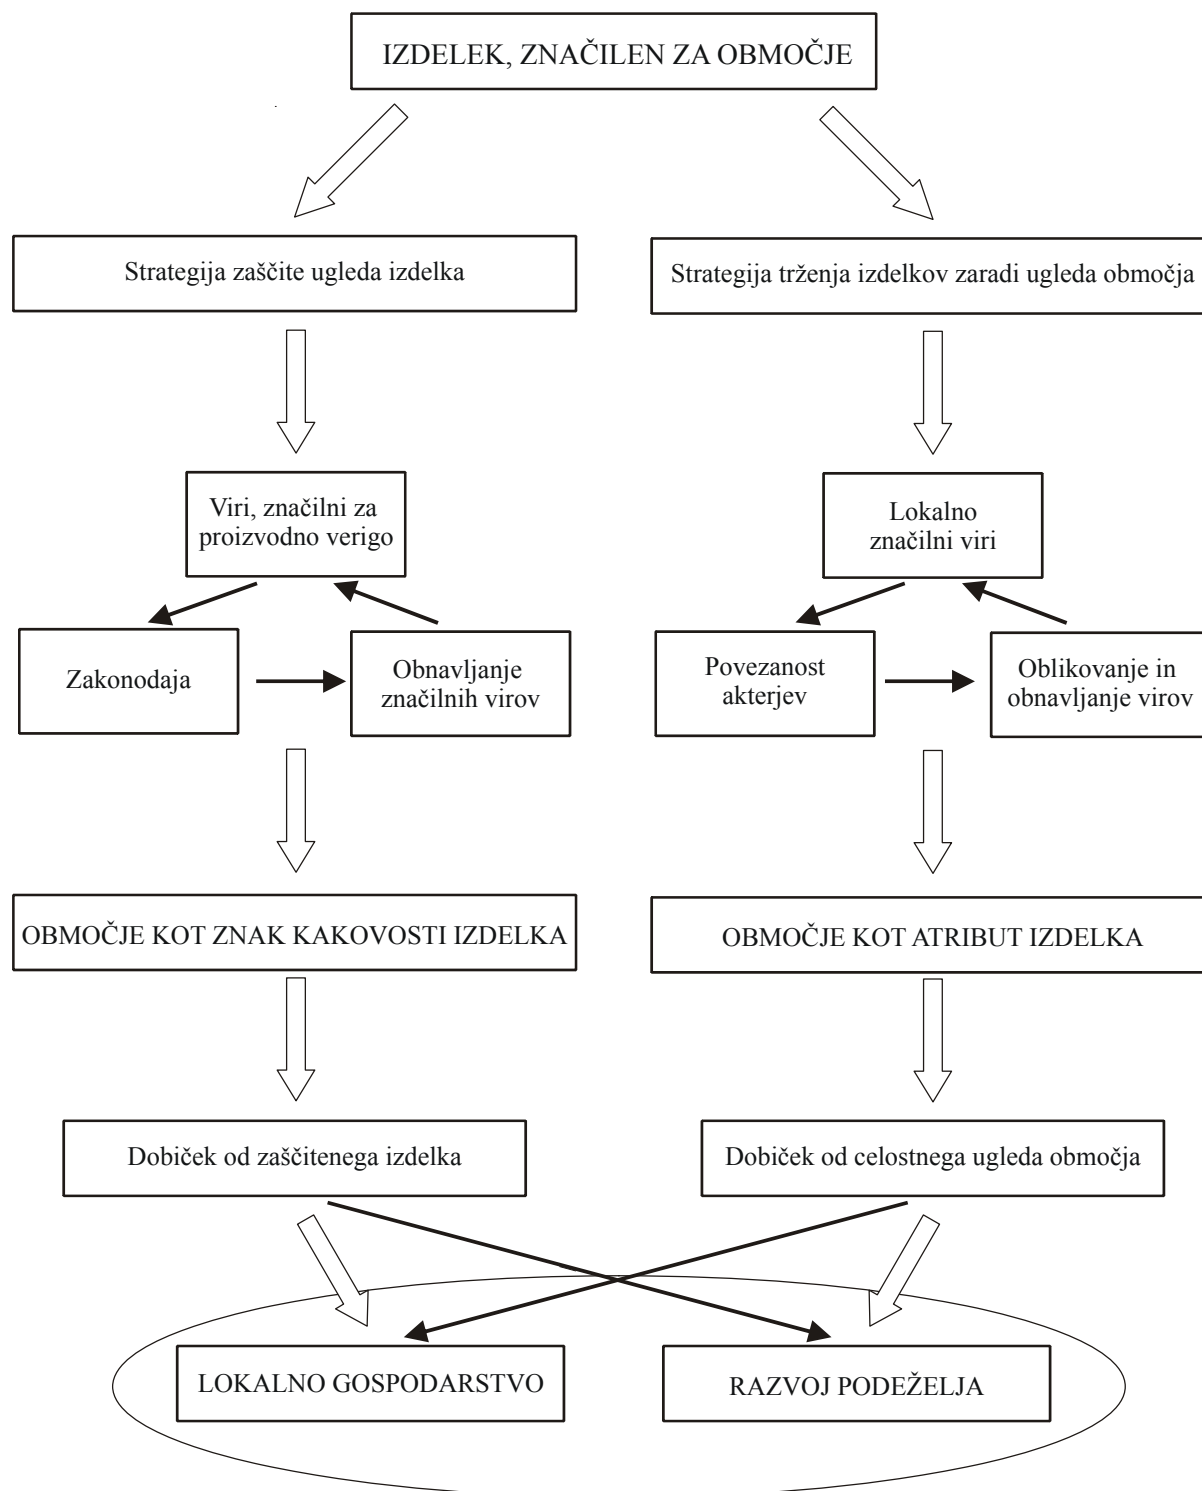 IZDELEK, ZNAČILEN ZA OBMOČJE
Strategija zaščite ugleda izdelka
Strategija trženja izdelkov zaradi ugleda območja
Viri, značilni za
proizvodno verigo
Lokalno
značilni viri
Zakonodaja
Obnavljanje
značilnih virov
Povezanost
akterjev
Oblikovanje in
obnavljanje virov
OBMOČJE KOT ZNAK KAKOVOSTI IZDELKA
OBMOČJE KOT ATRIBUT IZDELKA
Dobiček od zaščitenega izdelka
Dobiček od celostnega ugleda območja
LOKALNO GOSPODARSTVO
RAZVOJ PODEŽELJA